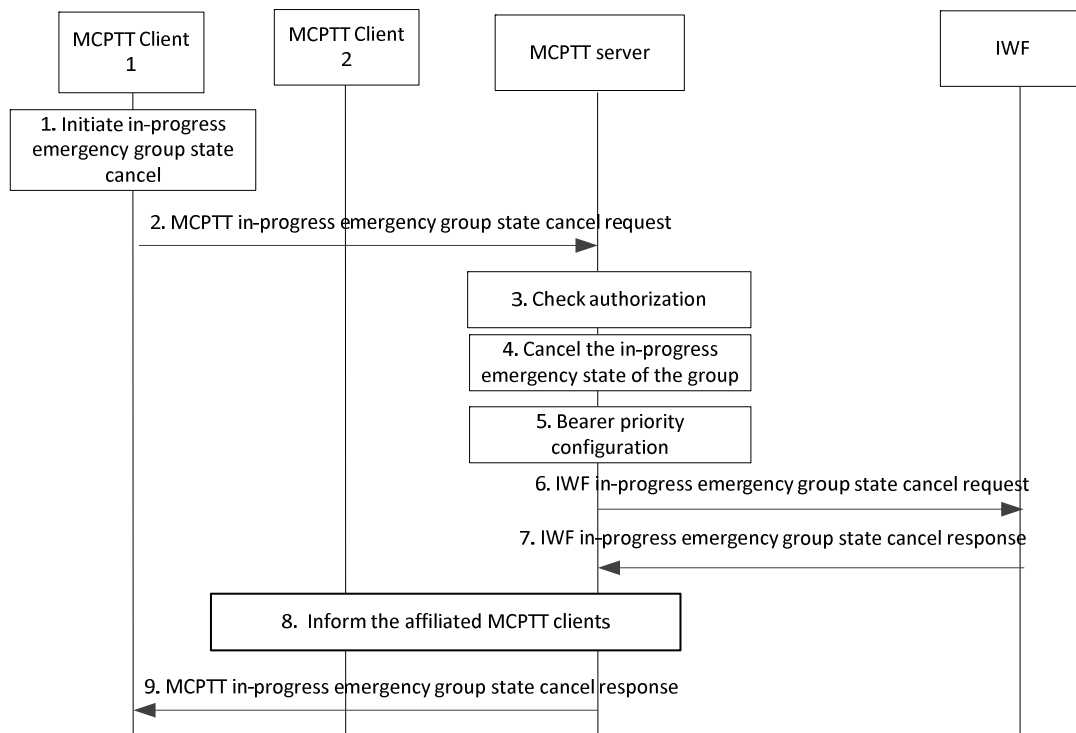 MCPTT Client
1
MCPTT Client
2
MCPTT server
IWF
1. Initiate in-progress
emergency group state
cancel
2. MCPTT in-progress emergency group state cancel request
3. Check authorization
4. Cancel the in-progress
emergency state of the group
5. Bearer priority
configuration
6. IWF in-progress emergency group state cancel request
7. IWF in-progress emergency group state cancel response
8. Inform the affiliated MCPTT clients
9. MCPTT in-progress emergency group state cancel response